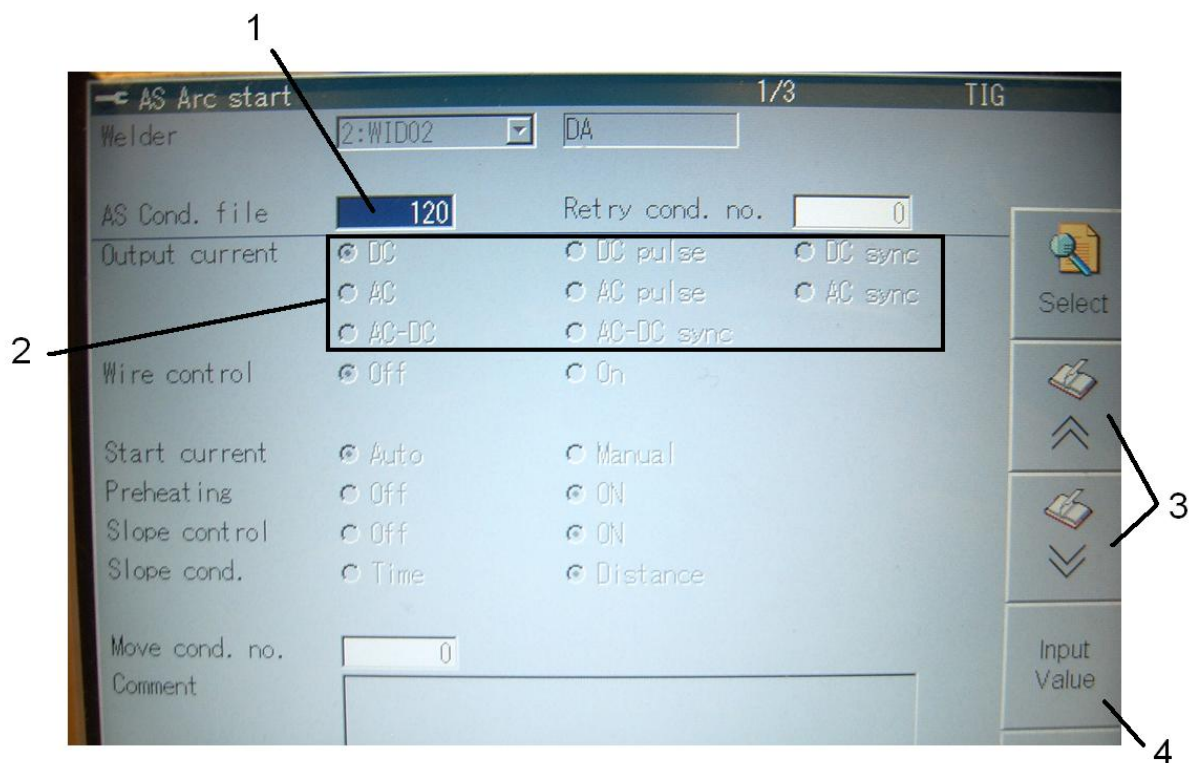 1
AS Arc start 1/3 TIG
Welder 2:WID02 DA
AS Cond. file 120 Retry cond. no. 0
Output current DC DC pulse DC sync
AC AC pulse AC sync
AC-DC AC-DC sync
Select
2
Wire control Off On
Start current Auto Manual
Preheating Off ON
3
Slope control Off ON
Slope cond. Time Distance
Move cond. no. 0
Input
Value
Comment
4